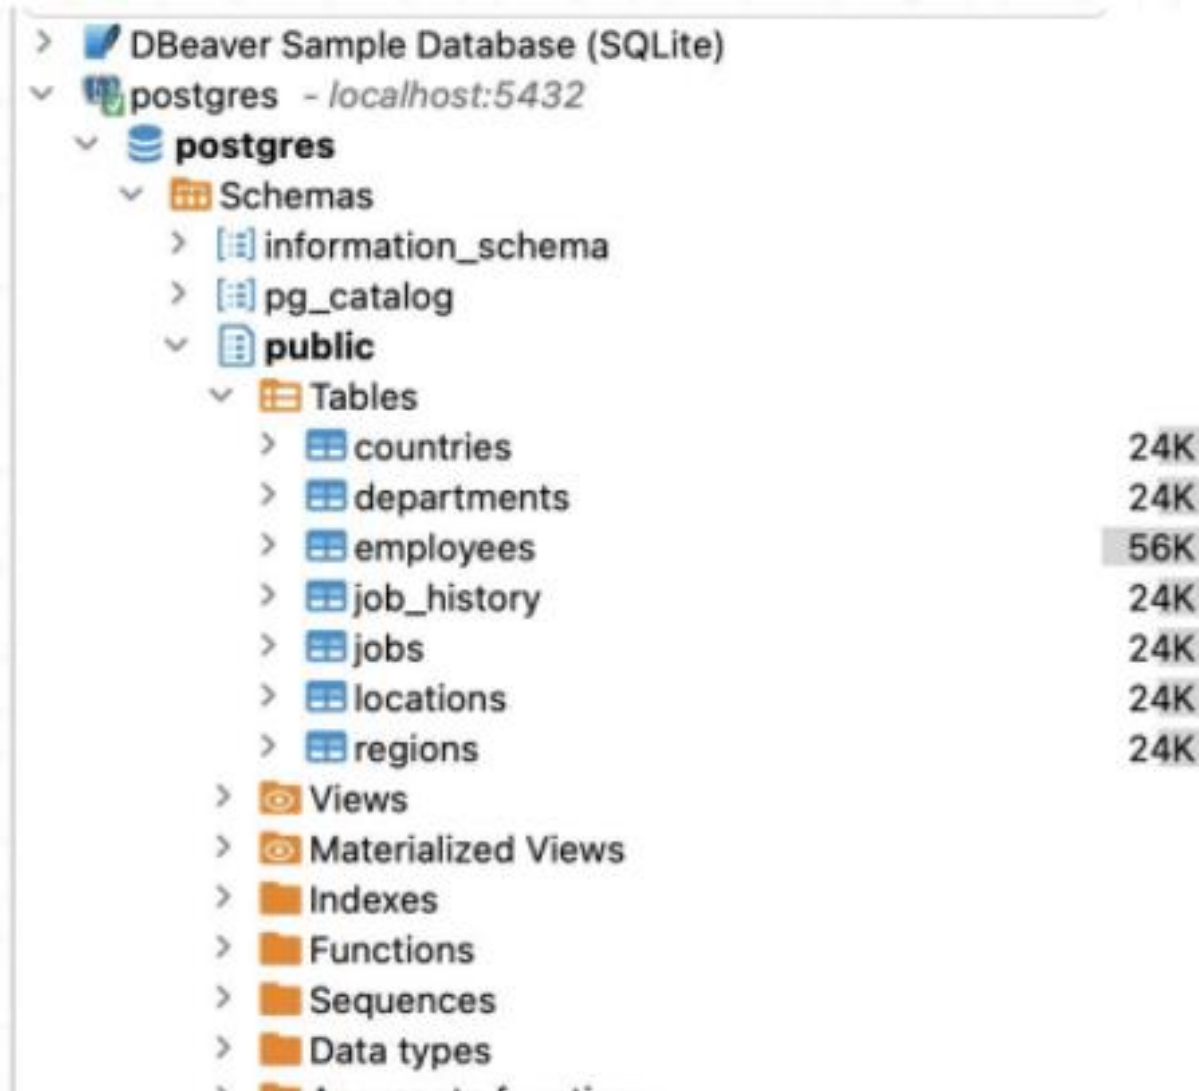 DBeaver Sample Database (SQLite)
postgres - localhost:5432
postgres
Schemas
information_schema
pg_catalog
public
Tables
countries 24K
departments 24K
employees 56K
job_history 24K
jobs 24K
locations 24K
regions 24K
Views
Materialized Views
Indexes
Functions
Sequences
Data types